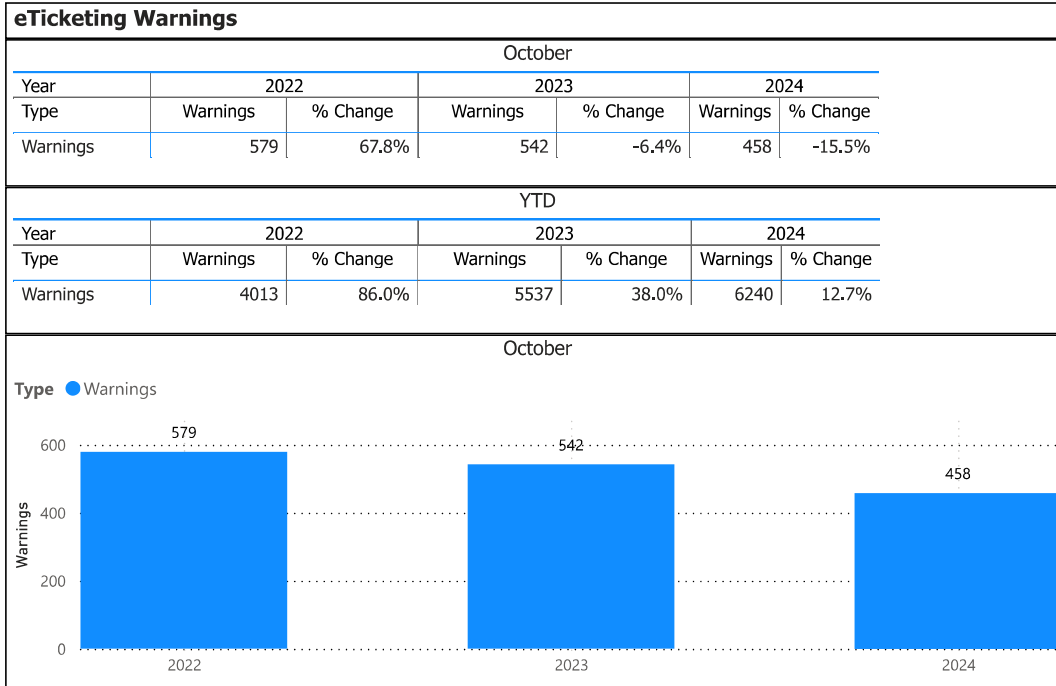 eTicketing Warnings
October
Year 2022 2023 2024
Type Warnings % Change Warnings % Change Warnings % Change
Warnings 579 67.8% 542 -6.4% 458 -15.5%
YTD
Year 2022 2023 2024
Type Warnings % Change Warnings % Change Warnings % Change
Warnings 4013 86.0% 5537 38.0% 6240 12.7%
October
Type Warnings
579
542
458
600
400
200
0
Warnings
2022 2023 2024